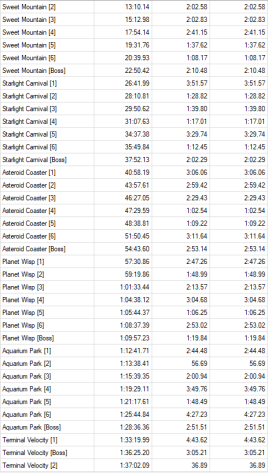 Sweet Mountain [2] 13:10.14 2:02.58 2:02.58
Sweet Mountain [3] 15:12.98 2:02.83 2:02.83
Sweet Mountain [4] 17:54.14 2:41.15 2:41.15
Sweet Mountain [5] 19:31.76 1:37.62 1:37.62
Sweet Mountain [6] 20:39.93 1:08.17 1:08.17
Sweet Mountain [Boss] 22:50.42 2:10.48 2:10.48
Starlight Carnival [1] 26:41.99 3:51.57 3:51.57
Starlight Carnival [2] 28:10.81 1:28.82 1:28.82
Starlight Carnival [3] 29:50.62 1:39.80 1:39.80
Starlight Carnival [4] 31:07.63 1:17.01 1:17.01
Starlight Carnival [5] 34:37.38 3:29.74 3:29.74
Starlight Carnival [6] 35:49.84 1:12.45 1:12.45
Starlight Carnival [Boss] 37:52.13 2:02.29 2:02.29
Asteroid Coaster [1] 40:58.19 3:06.06 3:06.06
Asteroid Coaster [2] 43:57.61 2:59.42 2:59.42
Asteroid Coaster [3] 46:27.05 2:29.43 2:29.43
Asteroid Coaster [4] 47:29.59 1:02.54 1:02.54
Asteroid Coaster [5] 48:38.81 1:09.22 1:09.22
Asteroid Coaster [6] 51:50.45 3:11.64 3:11.64
Asteroid Coaster [Boss] 54:43.60 2:53.14 2:53.14
Planet Wisp [1] 57:30.86 2:47.26 2:47.26
Planet Wisp [2] 59:19.86 1:48.99 1:48.99
Planet Wisp [3] 1:01:33.44 2:13.57 2:13.57
Planet Wisp [4] 1:04:38.12 3:04.68 3:04.68
Planet Wisp [5] 1:05:44.37 1:06.25 1:06.25
Planet Wisp [6] 1:08:37.39 2:53.02 2:53.02
Planet Wisp [Boss] 1:09:57.23 1:19.84 1:19.84
Aquarium Park [1] 1:12:41.71 2:44.48 2:44.48
Aquarium Park [2] 1:13:38.41 56.69 56.69
Aquarium Park [3] 1:15:39.35 2:00.94 2:00.94
Aquarium Park [4] 1:19:29.11 3:49.76 3:49.76
Aquarium Park [5] 1:21:17.61 1:48.49 1:48.49
Aquarium Park [6] 1:25:44.84 4:27.23 4:27.23
Aquarium Park [Boss] 1:28:36.36 2:51.51 2:51.51
Terminal Velocity [1] 1:33:19.99 4:43.62 4:43.62
Terminal Velocity [Boss] 1:36:25.20 3:05.21 3:05.21
Terminal Velocity [2] 1:37:02.09 36.89 36.89